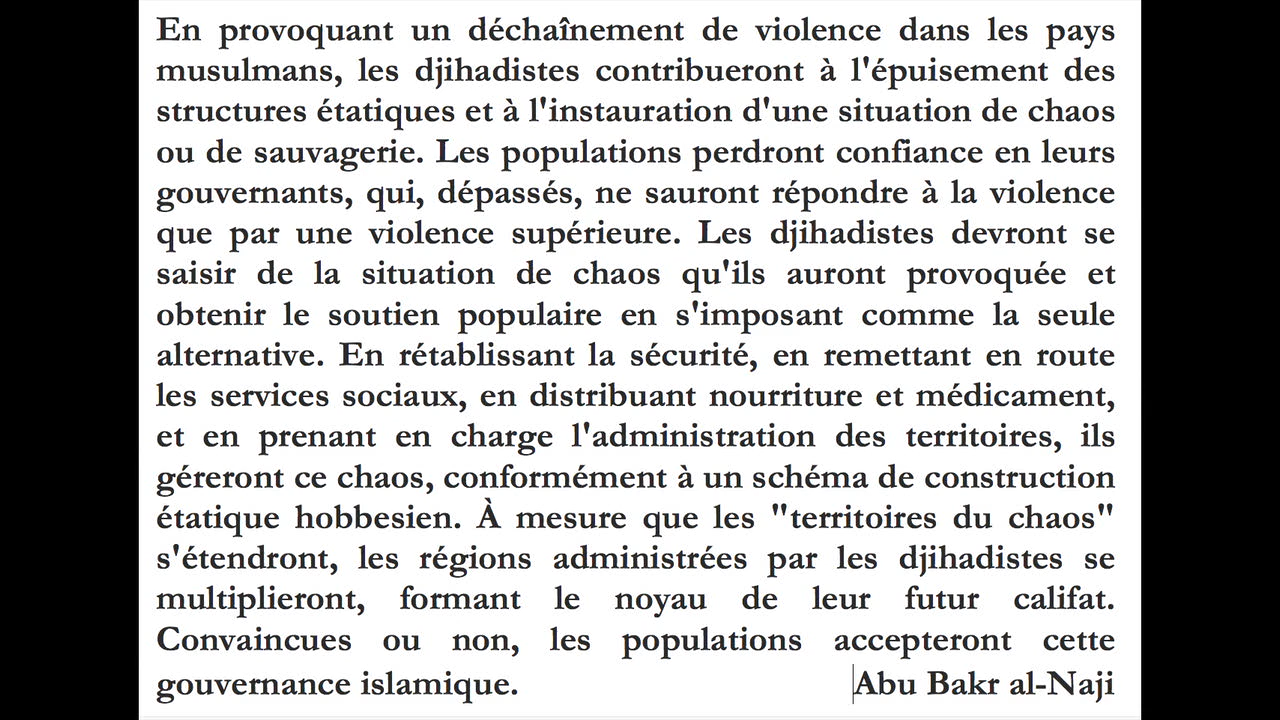 En provoquant un déchaînement de violence dans les pays
musulmans, les djihadistes contribueront à l'épuisement des
structures étatiques et à l'instauration d'une situation de chaos
ou de sauvagerie. Les populations perdront confiance en leurs
gouvernants, qui, dépassés, ne sauront répondre à la violence
que par une violence supérieure. Les djihadistes devront se
saisir de la situation de chaos qu'ils auront provoquée et
obtenir le soutien populaire en s'imposant comme la seule
alternative. En rétablissant la sécurité, en remettant en route
les services sociaux, en distribuant nourriture et médicament,
et en prenant en charge l'administration des territoires, ils
géreront ce chaos, conformément à un schéma de construction
étatique hobbesien. À mesure que les "territoires du chaos"
s'étendront, les régions administrées par les djihadistes se
multiplieront, formant le noyau de leur futur califat.
Convaincues ou non, les populations accepteront cette
gouvernance islamique. Abu Bakr al-Naji